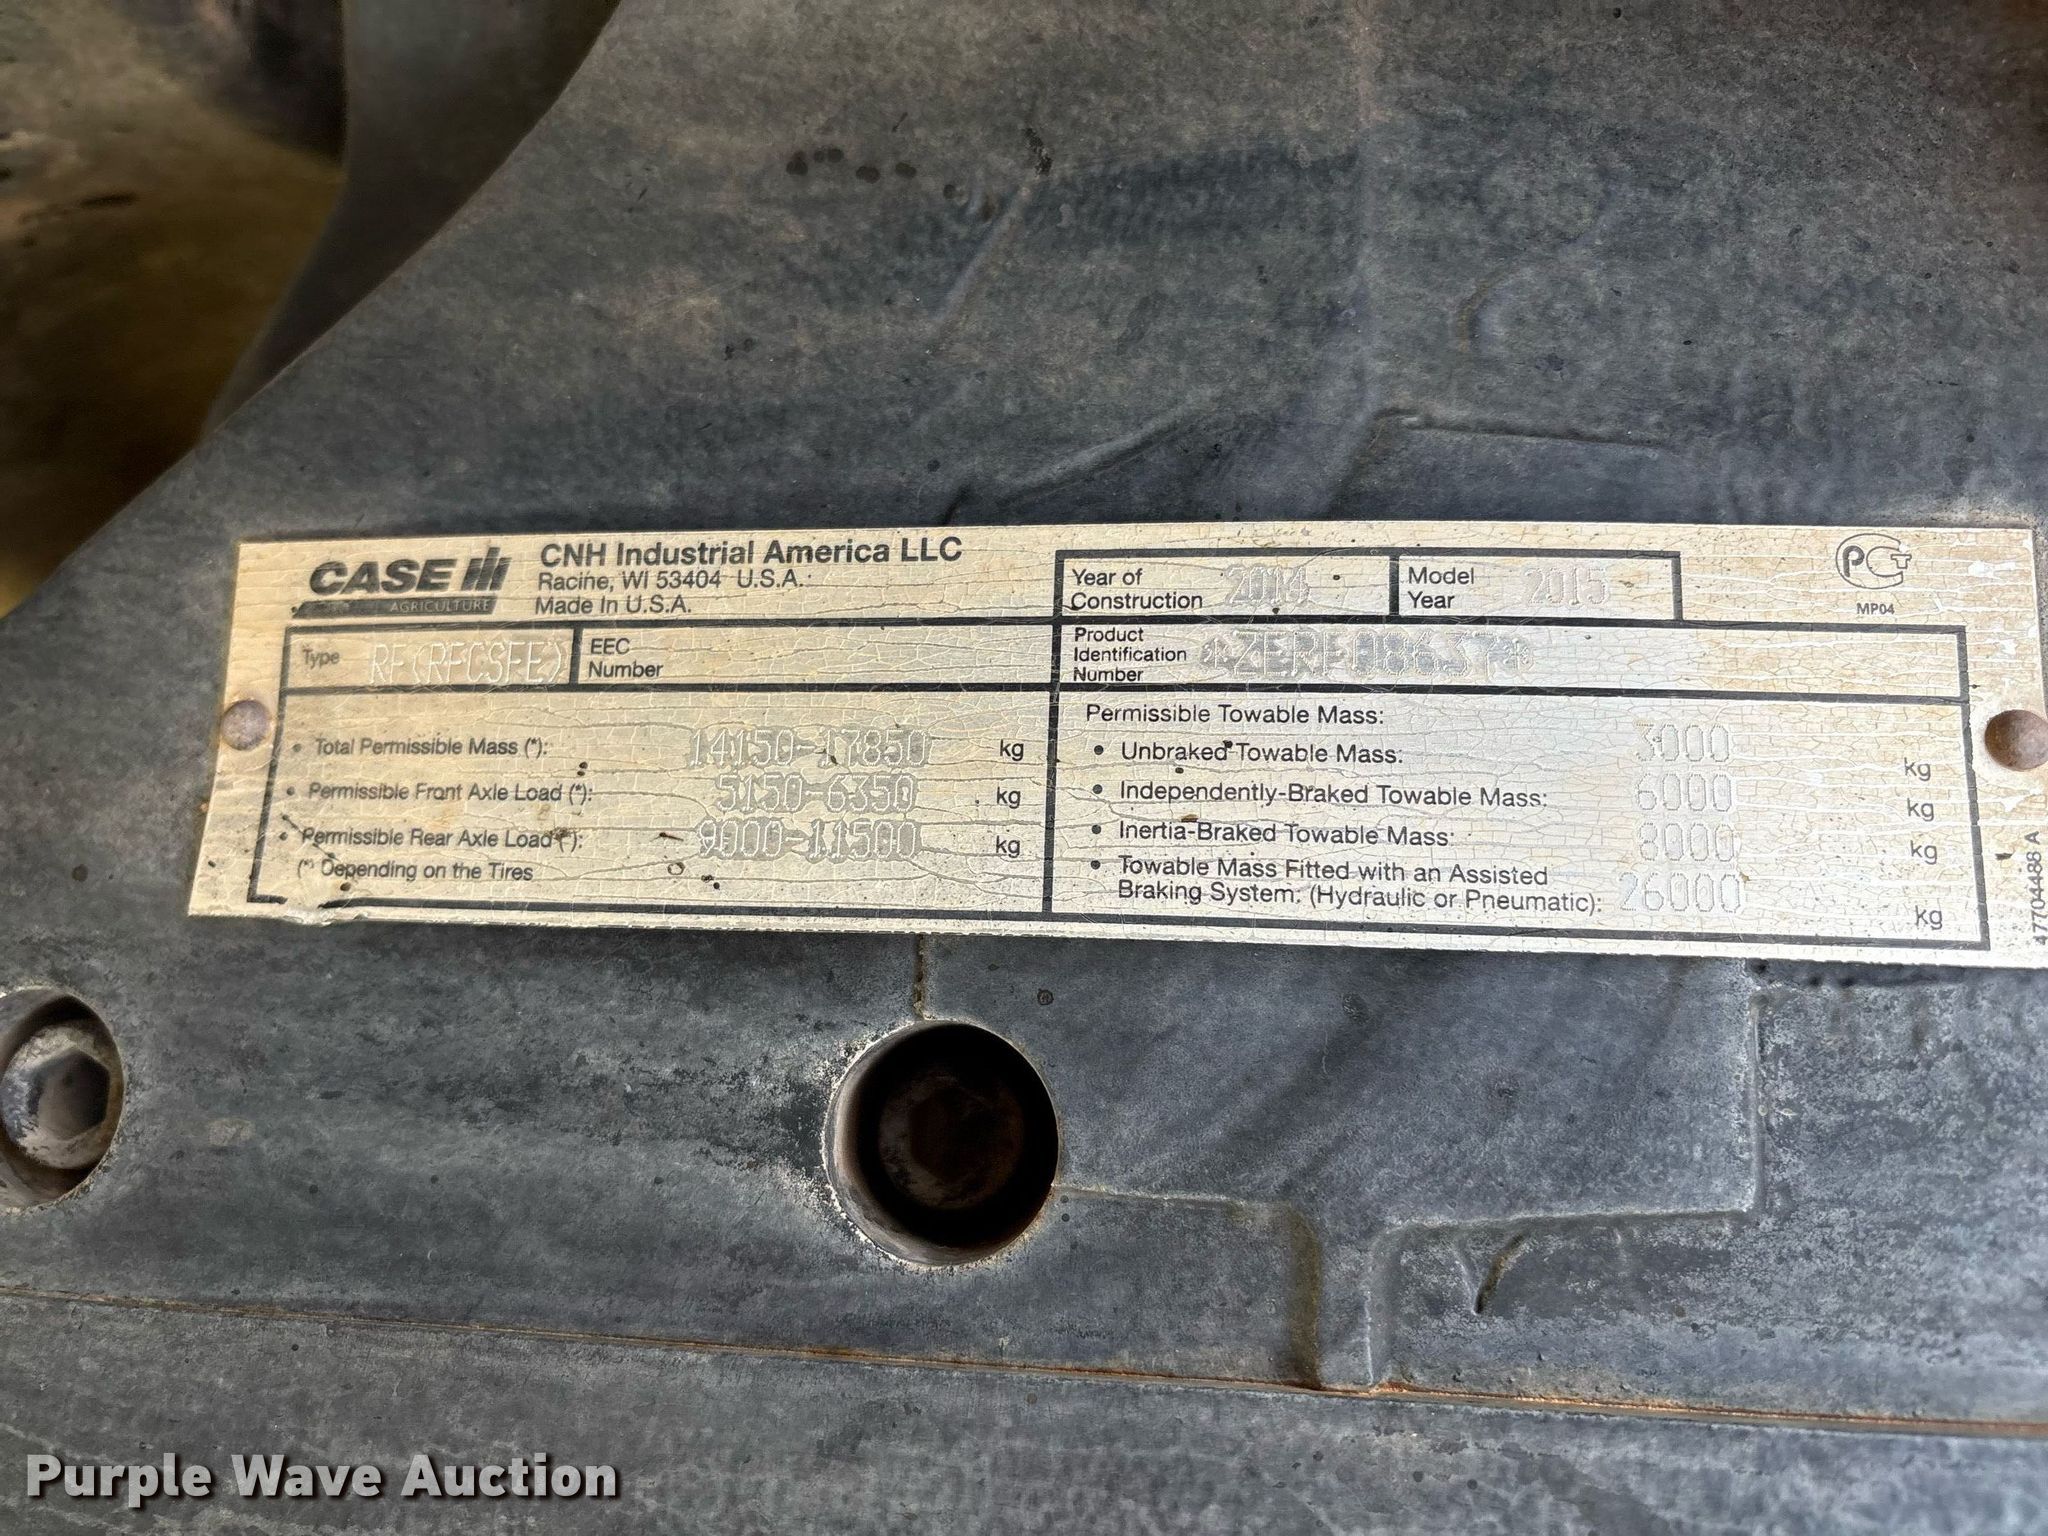 CASE IH
AGRICULTURE
CNH Industrial America LLC
Racine, WI 53404 U.S.A.
Made In U.S.A.
Year of Construction 2014
Model Year 2015
PCT
MP04
Type RF(RFCSFE)
EEC Number
Product Identification Number *ZERF08637*
• Total Permissible Mass (*): 14150-17850 kg
• Permissible Front Axle Load (*): 5150-6350 kg
• Permissible Rear Axle Load (*): 9000-11500 kg
(*) Depending on the Tires
Permissible Towable Mass:
• Unbraked Towable Mass: 3000 kg
• Independently-Braked Towable Mass: 6000 kg
• Inertia-Braked Towable Mass: 8000 kg
• Towable Mass Fitted with an Assisted
Braking System: (Hydraulic or Pneumatic): 26000 kg
47704488 A
Purple Wave Auction